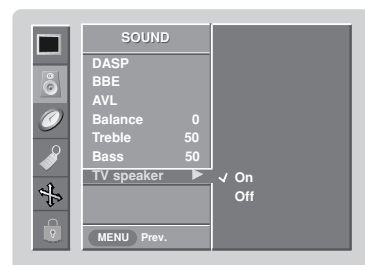 SOUND
DASP
BBE
AVL
Balance 0
Treble 50
Bass 50
TV speaker ▶ ✓ On
Off
MENU Prev.